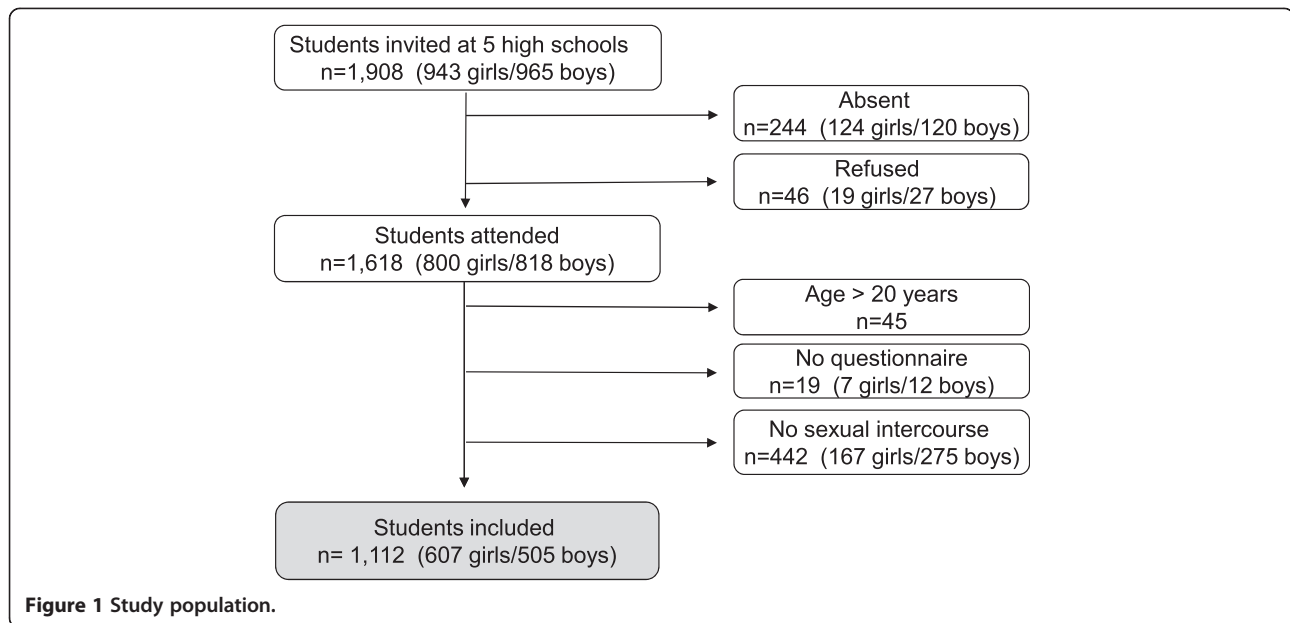 Students invited at 5 high schools
n=1,908 (943 girls/965 boys)
Absent
n=244 (124 girls/120 boys)
Refused
n=46 (19 girls/27 boys)
Students attended
n=1,618 (800 girls/818 boys)
Age > 20 years
n=45
No questionnaire
n=19 (7 girls/12 boys)
No sexual intercourse
n=442 (167 girls/275 boys)
Students included
n= 1,112 (607 girls/505 boys)
Figure 1 Study population.